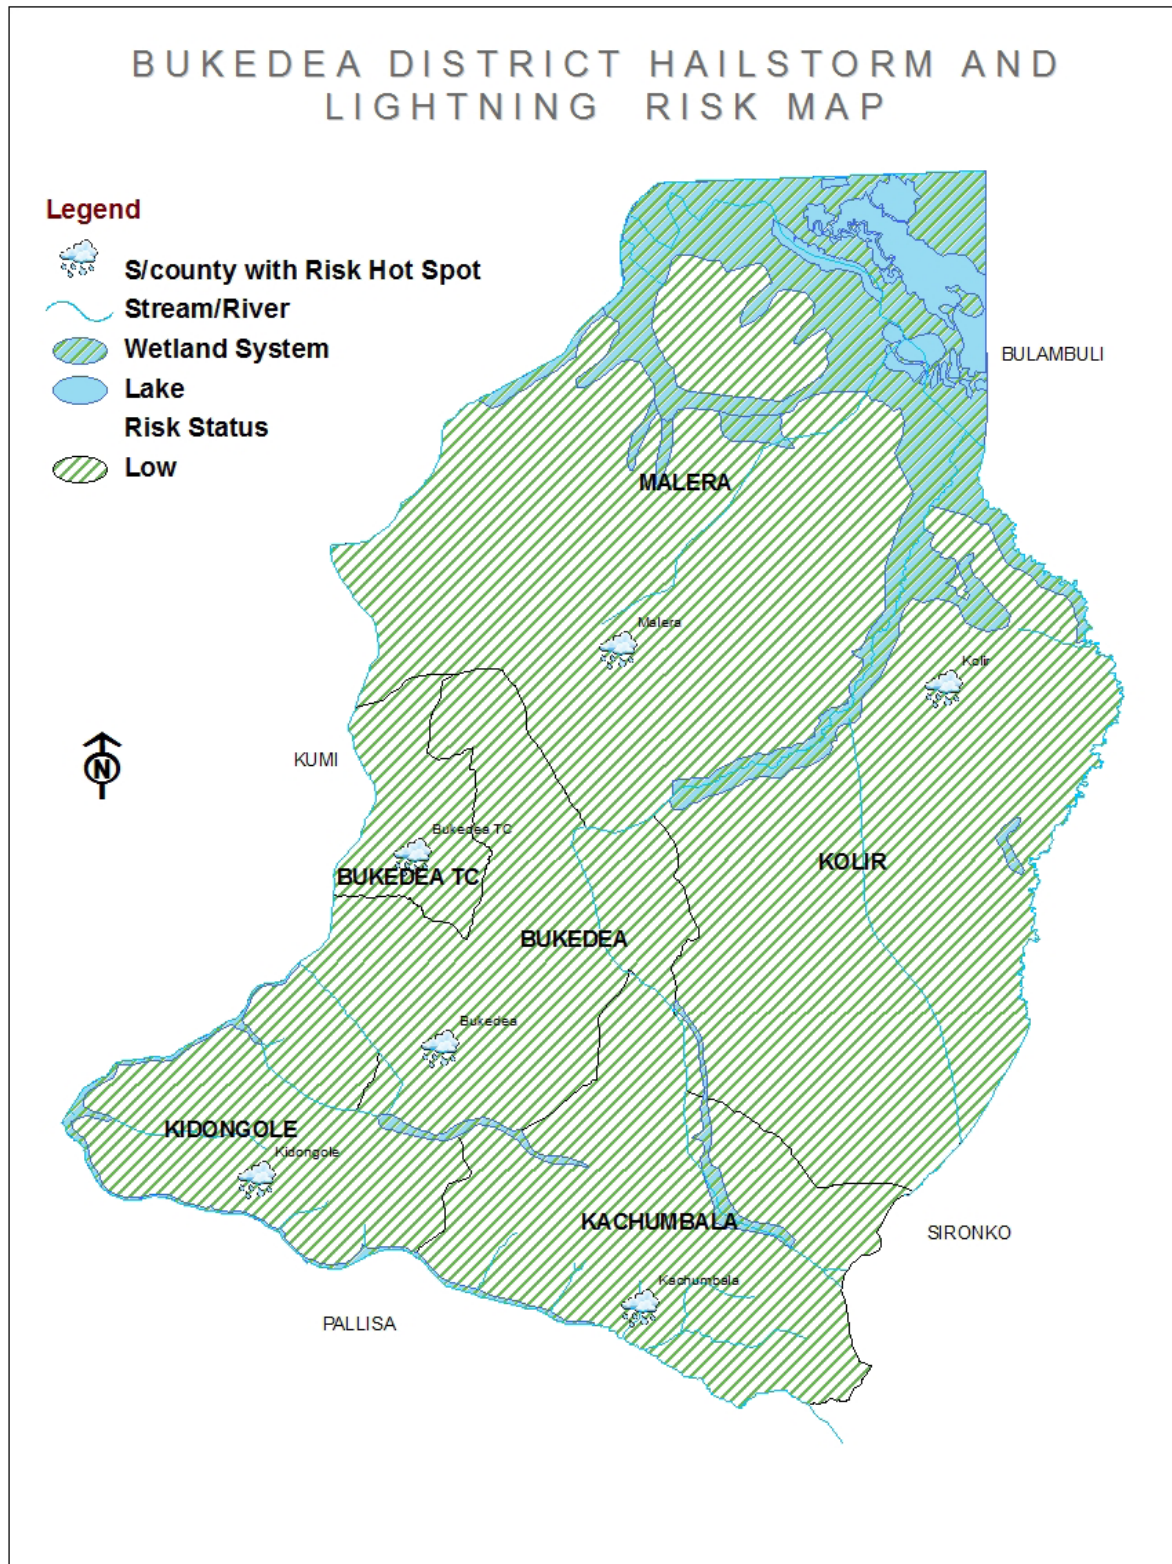 BUKEDEA DISTRICT HAILSTORM AND
LIGHTNING RISK MAP
Legend
S/county with Risk Hot Spot
Stream/River
Wetland System
Lake
Risk Status
Low
BULAMBULI
MALERA
Malera
Kolir
KUMI
N
Bukedea TC
BUKEDEA TC
KOLIR
BUKEDEA
Bukedea
KIDONGOLE
Kidongole
KACHUMBALA
SIRONKO
Kachumbala
PALLISA